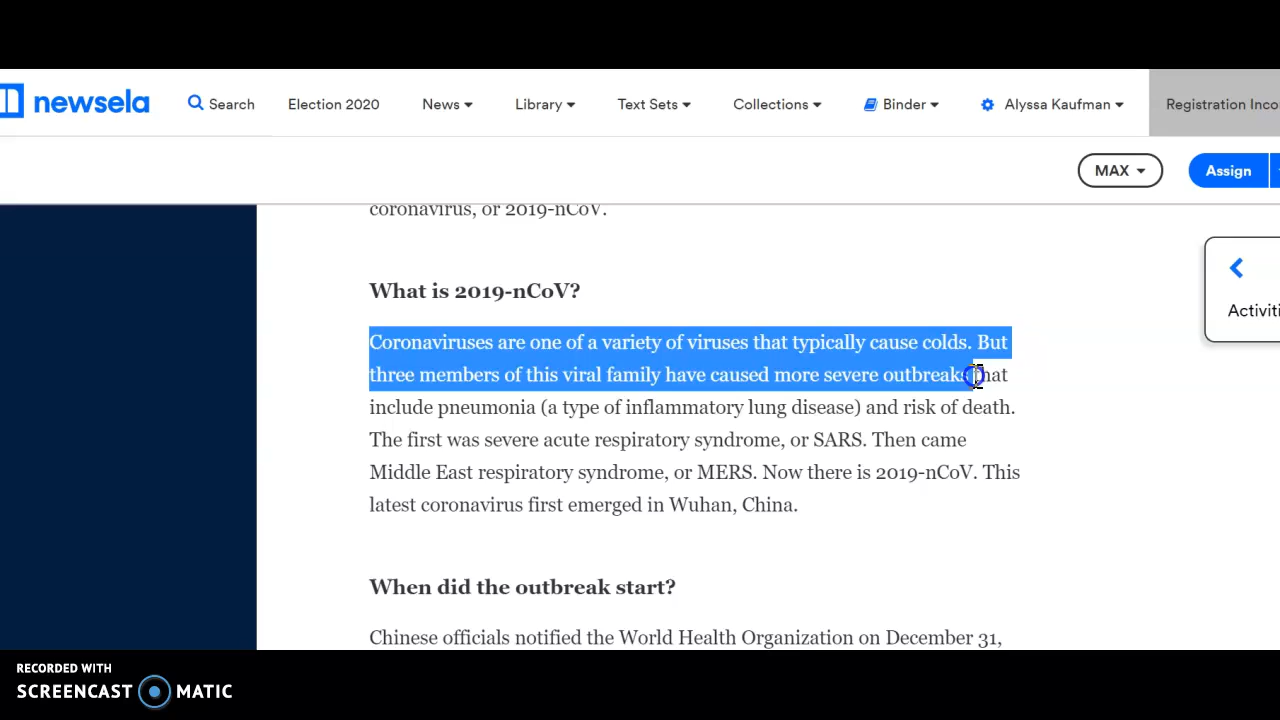 newsela
Search
Election 2020
News
Library
Text Sets
Collections
Binder
Alyssa Kaufman
Registration Inco
MAX
Assign
coronavirus, or 2019-nCoV.
What is 2019-nCoV?
Activiti
Coronaviruses are one of a variety of viruses that typically cause colds. But
three members of this viral family have caused more severe outbreaks that
include pneumonia (a type of inflammatory lung disease) and risk of death.
The first was severe acute respiratory syndrome, or SARS. Then came
Middle East respiratory syndrome, or MERS. Now there is 2019-nCoV. This
latest coronavirus first emerged in Wuhan, China.
When did the outbreak start?
Chinese officials notified the World Health Organization on December 31,
RECORDED WITH
SCREENCAST MATIC